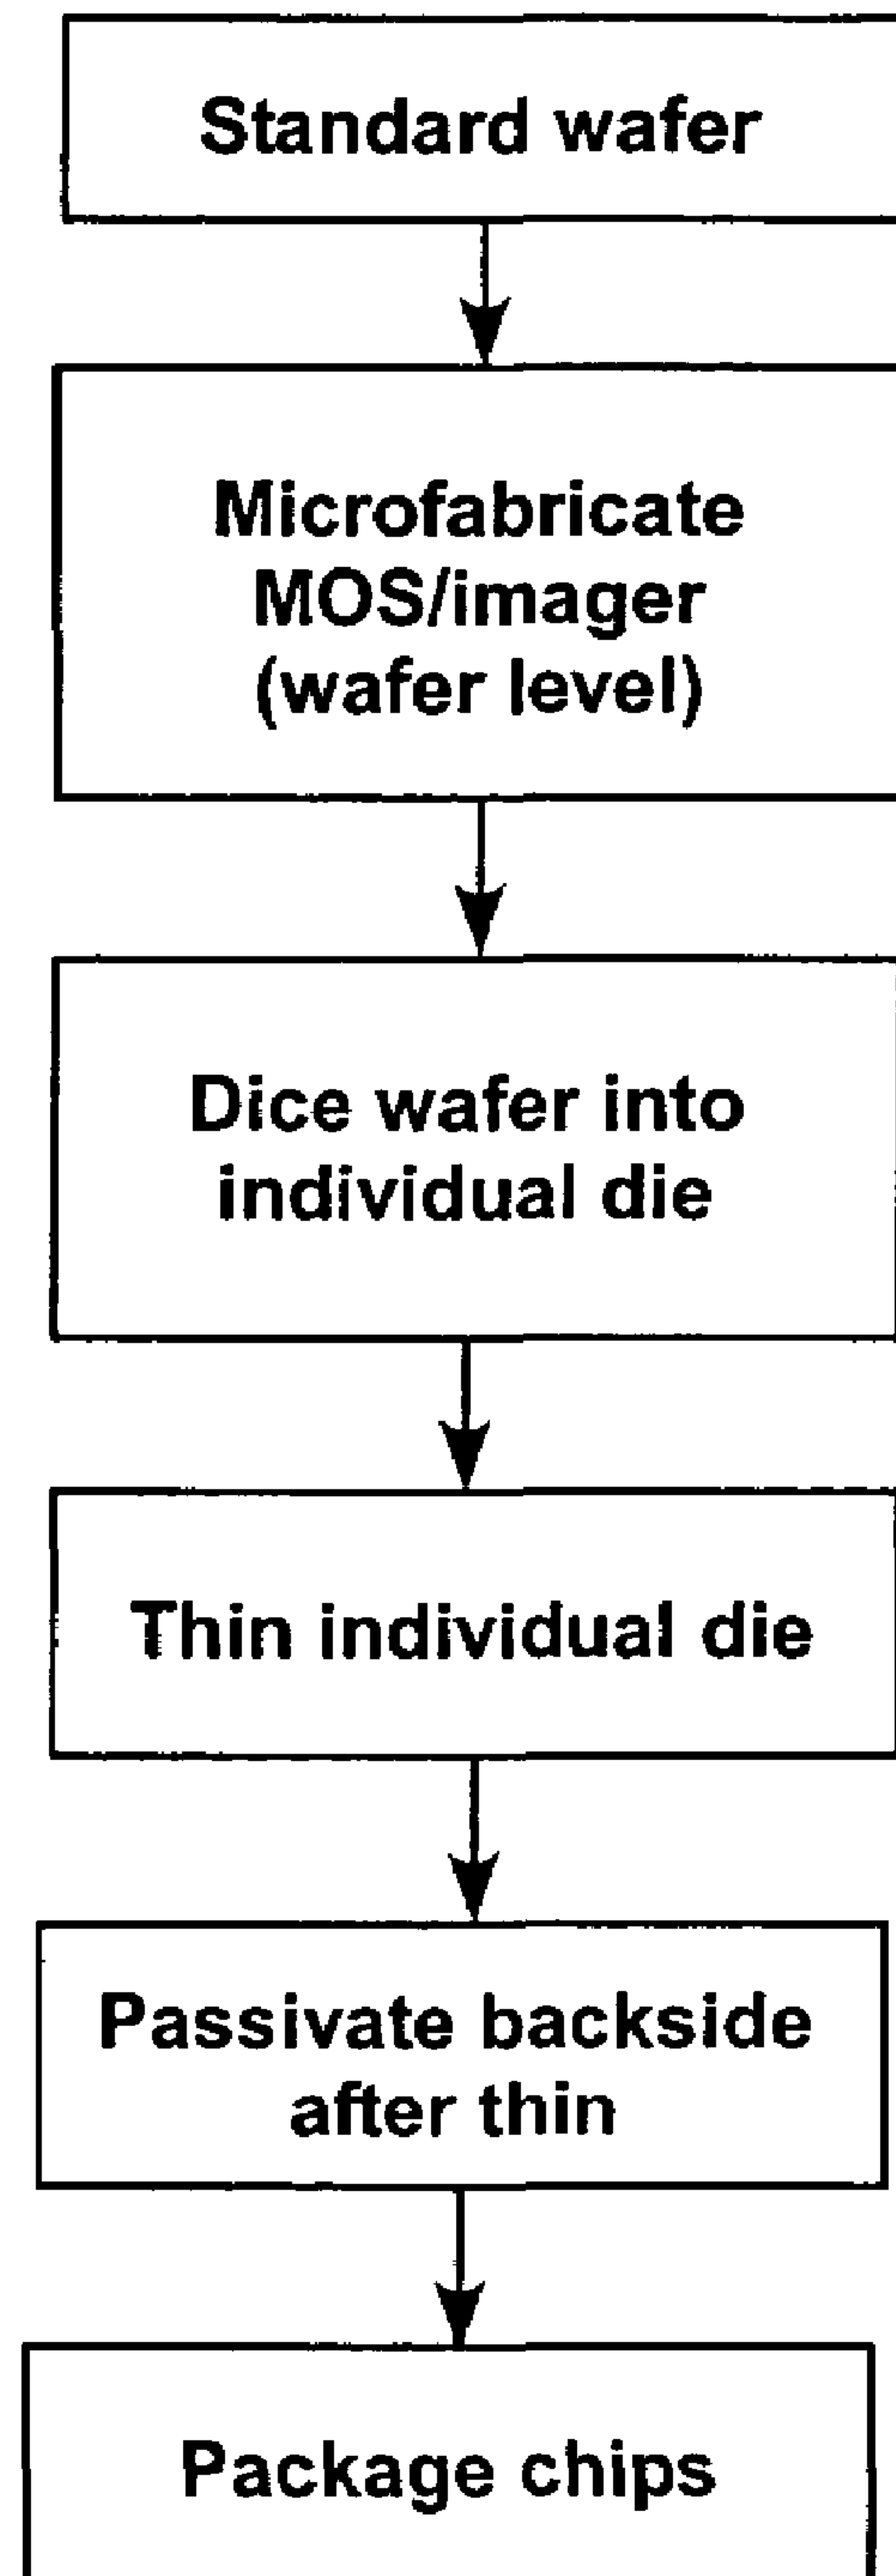 Standard wafer
Microfabricate
MOS/imager
(wafer level)
Dice wafer into
individual die
Thin individual die
Passivate backside
after thin
Package chips